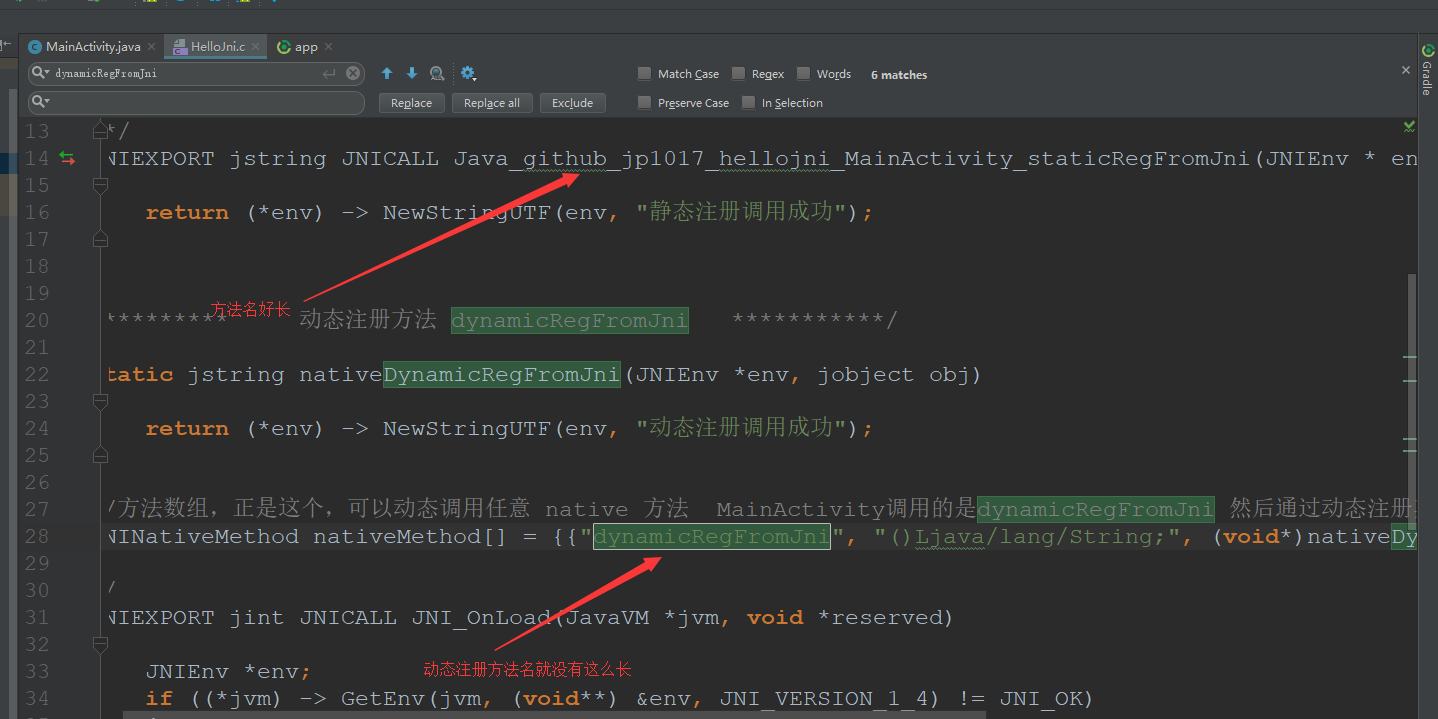 MainActivity.java HelloJni.c app
dynamicRegFromJni Match Case Regex Words 6 matches
Replace Replace all Exclude Preserve Case In Selection
Gradle
13 */
14 NIEXPORT jstring JNICALL Java_github_jp1017_hellojni_MainActivity_staticRegFromJni(JNIEnv * en
15
16 return (*env) -> NewStringUTF(env, "静态注册调用成功");
17
18
19
方法名好长
20 ********* 动态注册方法 dynamicRegFromJni ***********/
21
22 tatic jstring nativeDynamicRegFromJni(JNIEnv *env, jobject obj)
23
24 return (*env) -> NewStringUTF(env, "动态注册调用成功");
25
26
27 /方法数组，正是这个，可以动态调用任意 native 方法 MainActivity调用的是dynamicRegFromJni 然后通过动态注册
28 NINativeMethod nativeMethod[] = {{"dynamicRegFromJni", "()Ljava/lang/String;", (void*)nativeDy
29
30 /
31 NIEXPORT jint JNICALL JNI_OnLoad(JavaVM *jvm, void *reserved)
32
动态注册方法名就没有这么长
33 JNIEnv *env;
34 if ((*jvm) -> GetEnv(jvm, (void**) &env, JNI_VERSION_1_4) != JNI_OK)